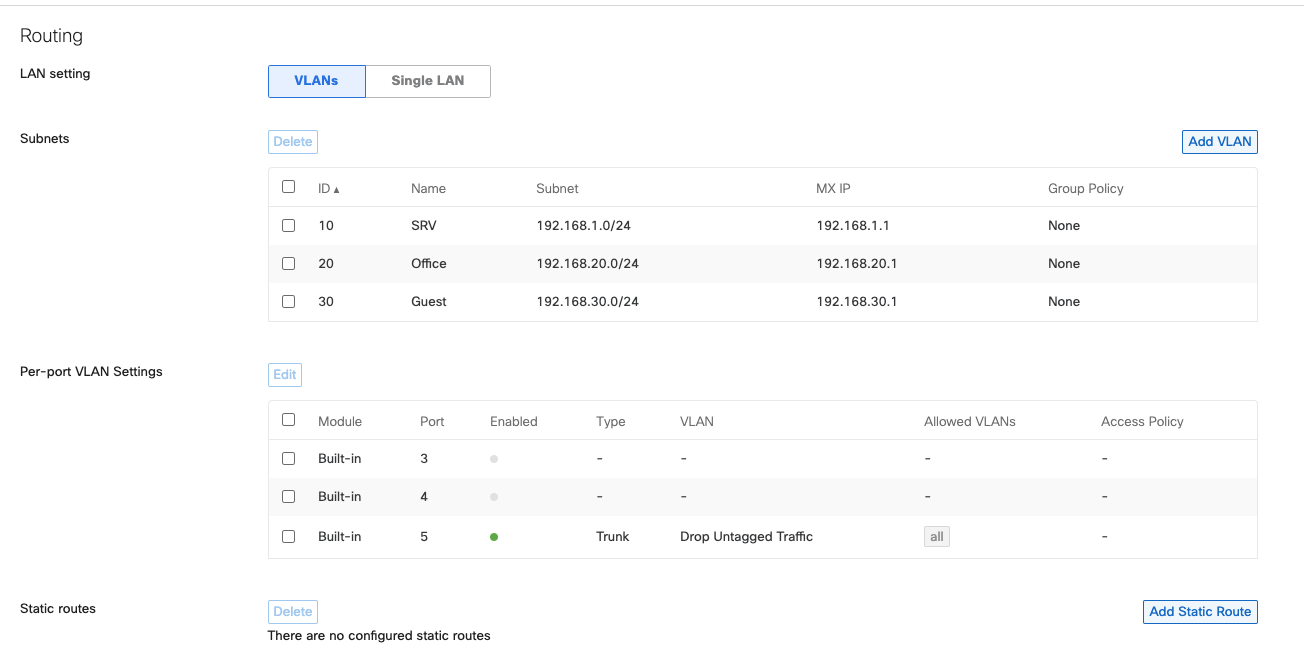 Routing
LAN setting
VLANs Single LAN
Subnets
Delete Add VLAN
ID ▲ Name Subnet MX IP Group Policy
10 SRV 192.168.1.0/24 192.168.1.1 None
20 Office 192.168.20.0/24 192.168.20.1 None
30 Guest 192.168.30.0/24 192.168.30.1 None
Per-port VLAN Settings
Edit
Module Port Enabled Type VLAN Allowed VLANs Access Policy
Built-in 3 - - - -
Built-in 4 - - - -
Built-in 5 Trunk Drop Untagged Traffic all -
Static routes
Delete Add Static Route
There are no configured static routes